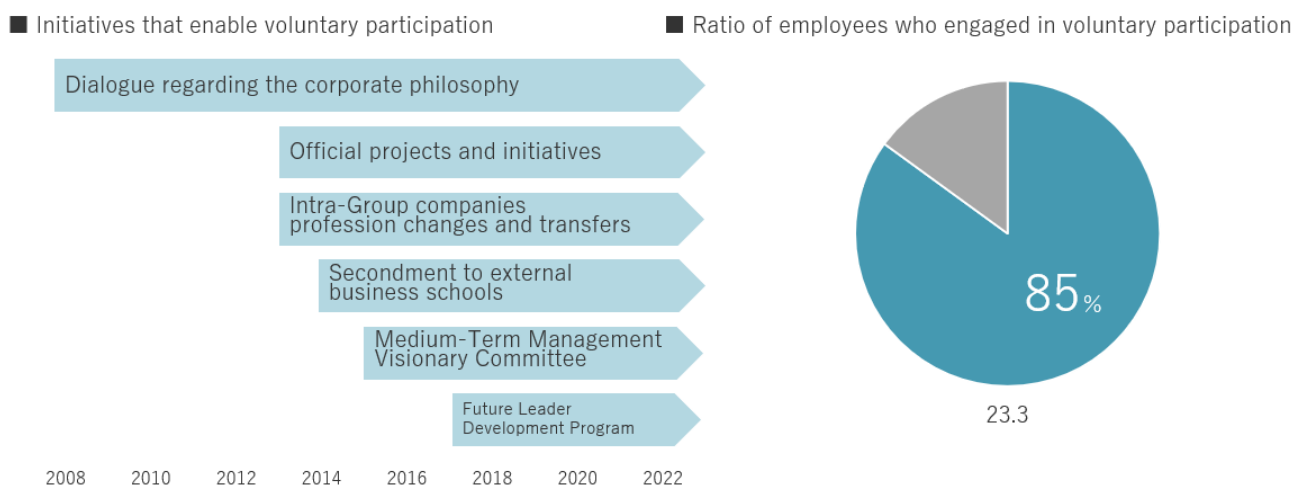 ■ Initiatives that enable voluntary participation
Dialogue regarding the corporate philosophy
Official projects and initiatives
Intra-Group companies
profession changes and transfers
Secondment to external
business schools
Medium-Term Management
Visionary Committee
Future Leader
Development Program
2008 2010 2012 2014 2016 2018 2020 2022
■ Ratio of employees who engaged in voluntary participation
85%
23.3